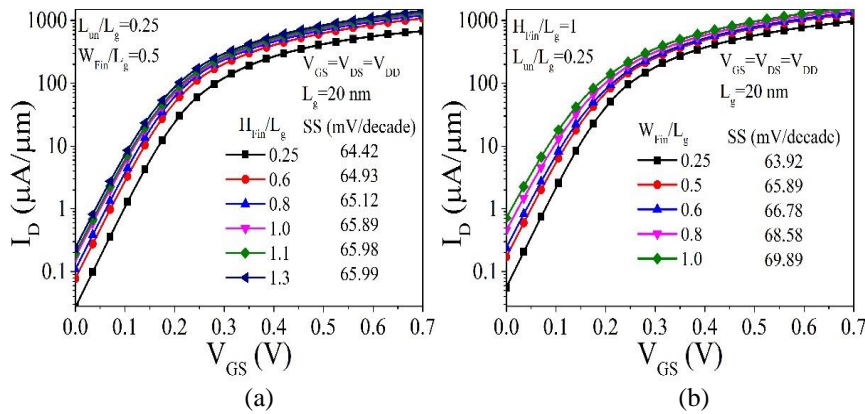 L_un/L_g=0.25
W_Fin/L_g=0.5
V_GS=V_DS=V_DD
L_g=20 nm
H_Fin/L_g SS (mV/decade)
0.25 64.42
0.6 64.93
0.8 65.12
1.0 65.89
1.1 65.98
1.3 65.99
1000
100
10
1
0.1
I_D (µA/µm)
0.0 0.1 0.2 0.3 0.4 0.5 0.6 0.7
V_GS (V)
(a)
H_Fin/L_g=1
L_un/L_g=0.25
V_GS=V_DS=V_DD
L_g=20 nm
W_Fin/L_g SS (mV/decade)
0.25 63.92
0.5 65.89
0.6 66.78
0.8 68.58
1.0 69.89
1000
100
10
1
0.1
I_D (µA/µm)
0.0 0.1 0.2 0.3 0.4 0.5 0.6 0.7
V_GS (V)
(b)